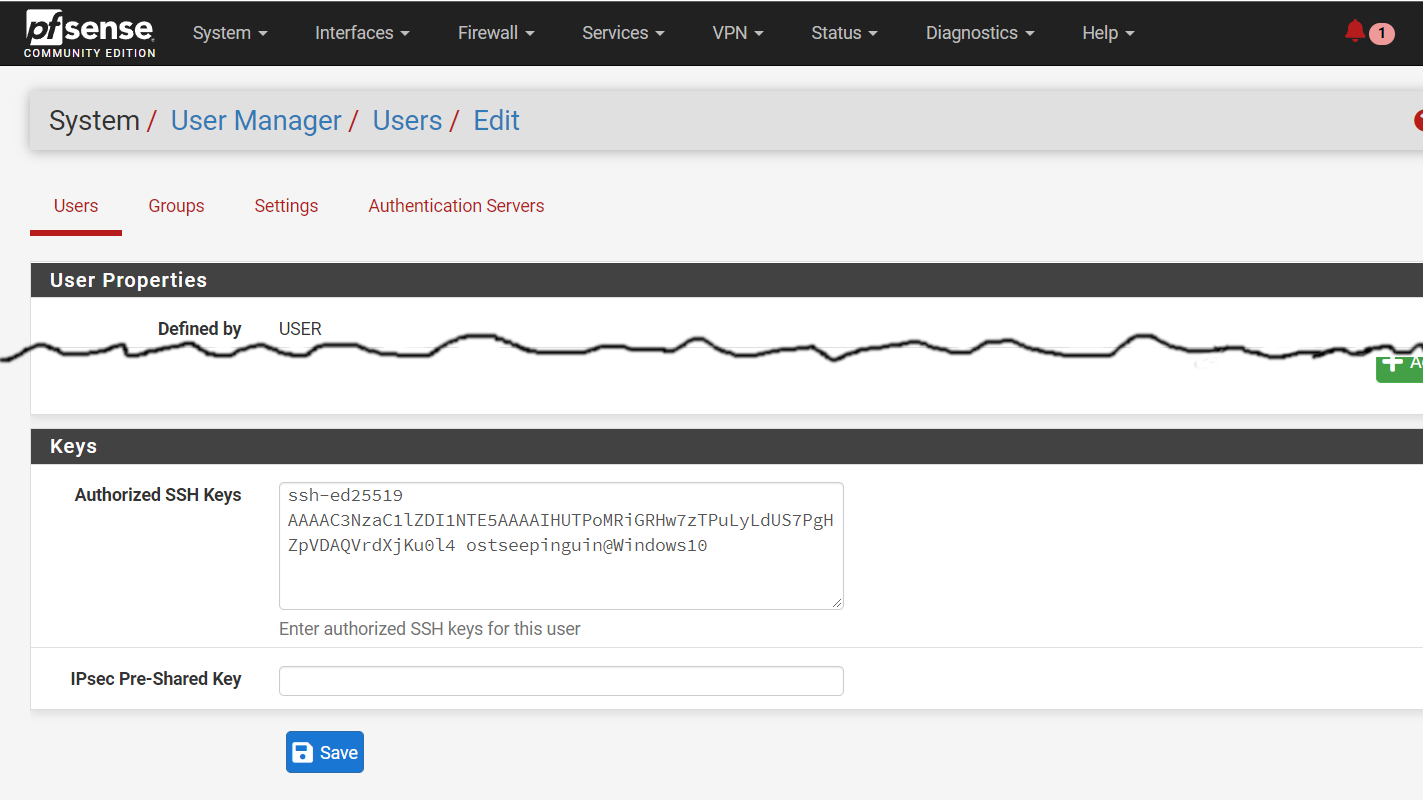 pfsense
COMMUNITY EDITION
System Interfaces Firewall Services VPN Status Diagnostics Help 1
System / User Manager / Users / Edit
Users Groups Settings Authentication Servers
User Properties
Defined by USER
Keys
Authorized SSH Keys
ssh-ed25519
AAAAC3NzaC1lZDI1NTE5AAAAIHUTPoMRiGRHw7zTPuLyLdUS7PgH
ZpVDAQVrdXjKu0l4 ostseepinguin@Windows10
Enter authorized SSH keys for this user
IPsec Pre-Shared Key
Save